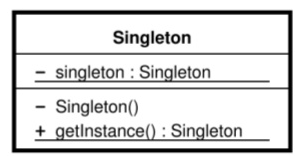 Singleton
– singleton : Singleton
– Singleton()
+ getInstance() : Singleton